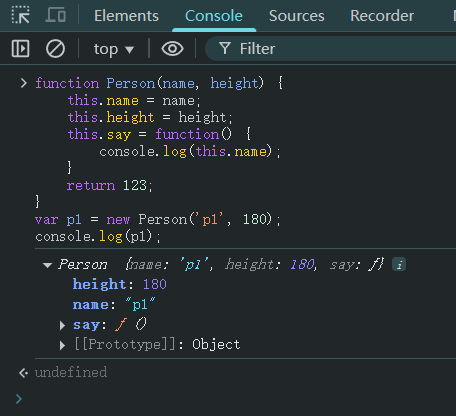 Elements Console Sources Recorder
top Filter
function Person(name, height) {
    this.name = name;
    this.height = height;
    this.say = function() {
        console.log(this.name);
    }
    return 123;
}
var p1 = new Person('p1', 180);
console.log(p1);
Person {name: 'p1', height: 180, say: ƒ}
height: 180
name: "p1"
say: ƒ ()
[[Prototype]]: Object
undefined